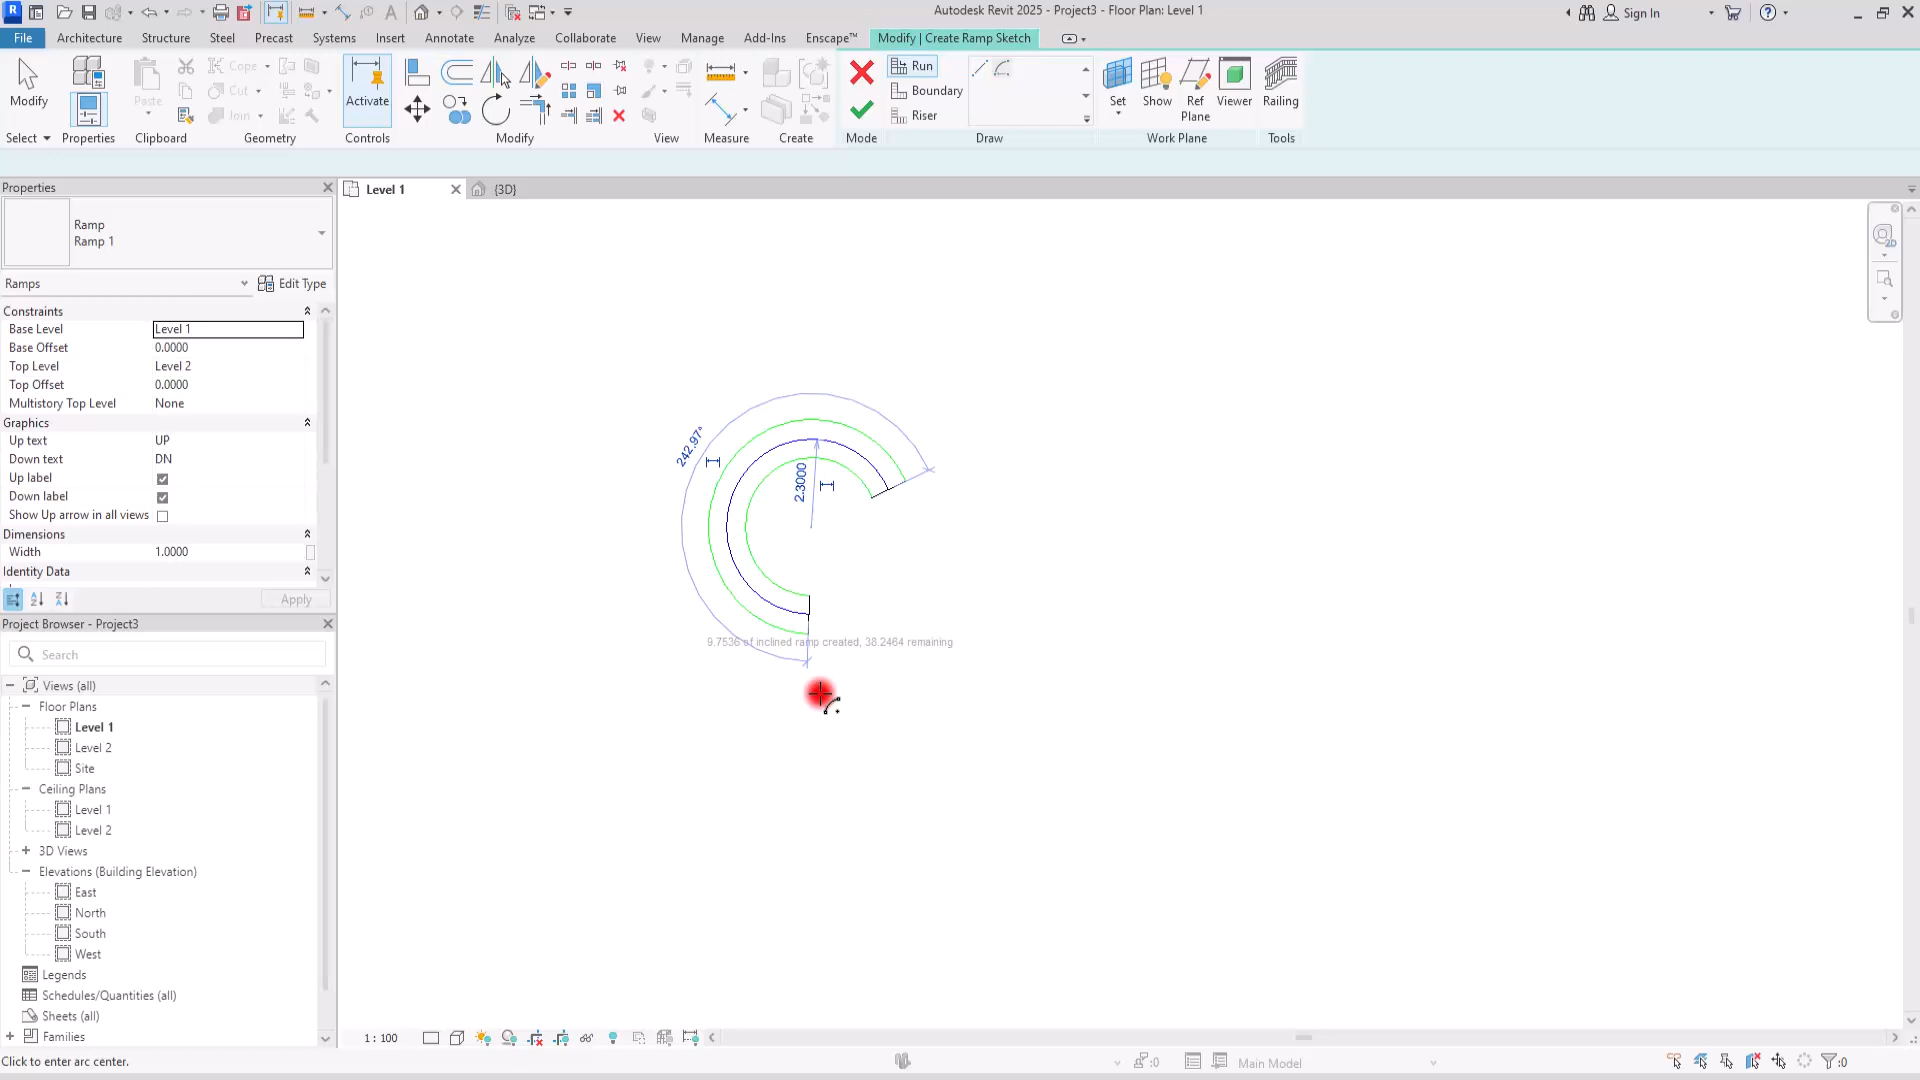 Autodesk Revit 2025 - Project3 - Floor Plan: Level 1
Sign In
File Architecture Structure Steel Precast Systems Insert Annotate Analyze Collaborate View Manage Add-Ins Enscape™ Modify | Create Ramp Sketch
Modify
Paste
Cope
Cut
Join
Activate
Run
Boundary
Riser
Set
Show
Ref
Plane
Viewer
Railing
Select Properties Clipboard Geometry Controls Modify View Measure Create Mode Draw Work Plane Tools
Properties
Level 1
{3D}
Ramp
Ramp 1
Ramps
Edit Type
Constraints
Base Level Level 1
Base Offset 0.0000
Top Level Level 2
Top Offset 0.0000
Multistory Top Level None
Graphics
Up text UP
Down text DN
Up label
Down label
Show Up arrow in all views
Dimensions
Width 1.0000
Identity Data
Apply
242.97°
2.3000
9.7536 of inclined ramp created, 38.2464 remaining
2D
Project Browser - Project3
Search
Views (all)
Floor Plans
Level 1
Level 2
Site
Ceiling Plans
Level 1
Level 2
3D Views
Elevations (Building Elevation)
East
North
South
West
Legends
Schedules/Quantities (all)
Sheets (all)
Families
1 : 100
Click to enter arc center.
:0
Main Model
:0